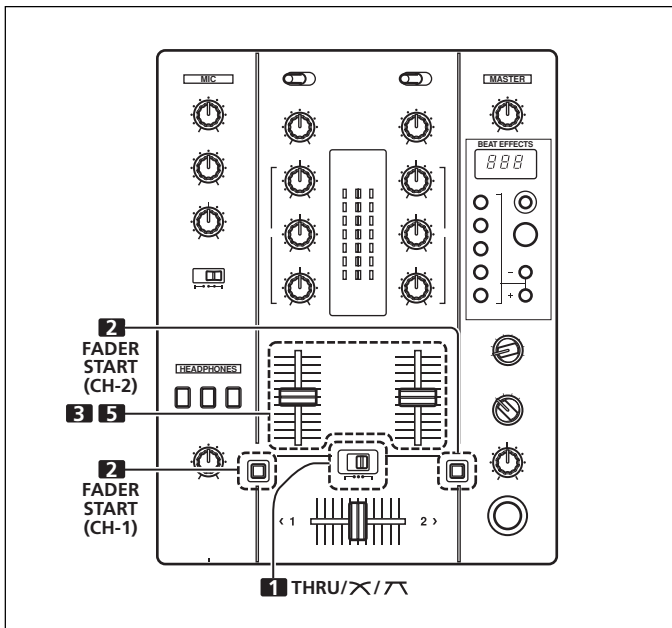 MIC
MASTER
BEAT EFFECTS
888
-
+
2
FADER
START
(CH-2)
HEADPHONES
3 5
2
FADER
START
(CH-1)
< 1
2 >
1 THRU/